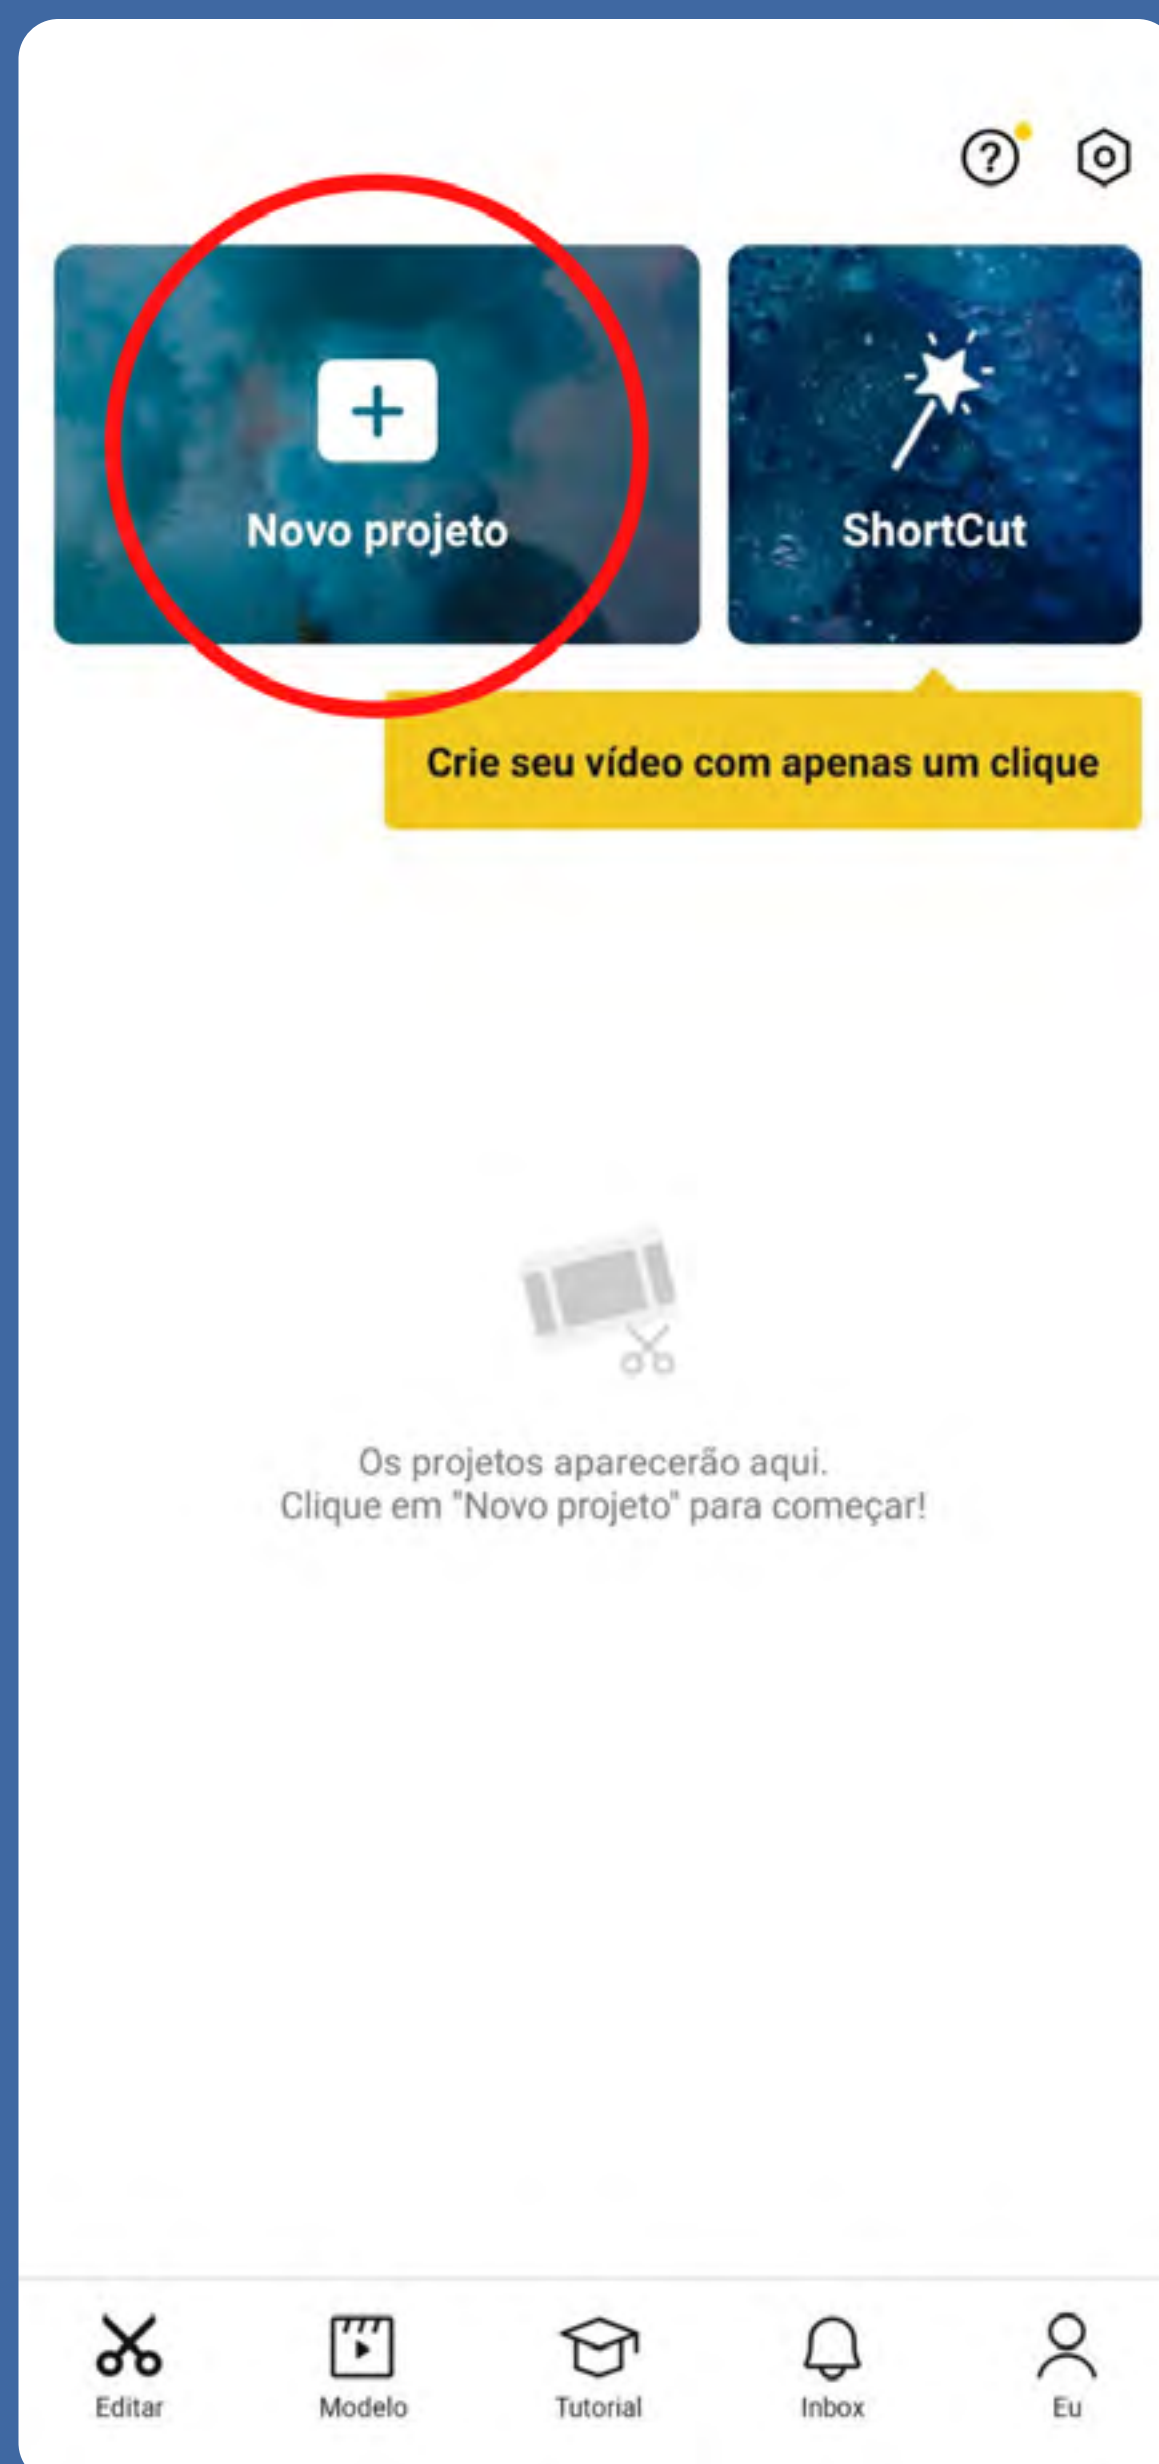 Novo projeto
ShortCut
Crie seu vídeo com apenas um clique
Os projetos aparecerão aqui.
Clique em "Novo projeto" para começar!
Editar
Modelo
Tutorial
Inbox
Eu